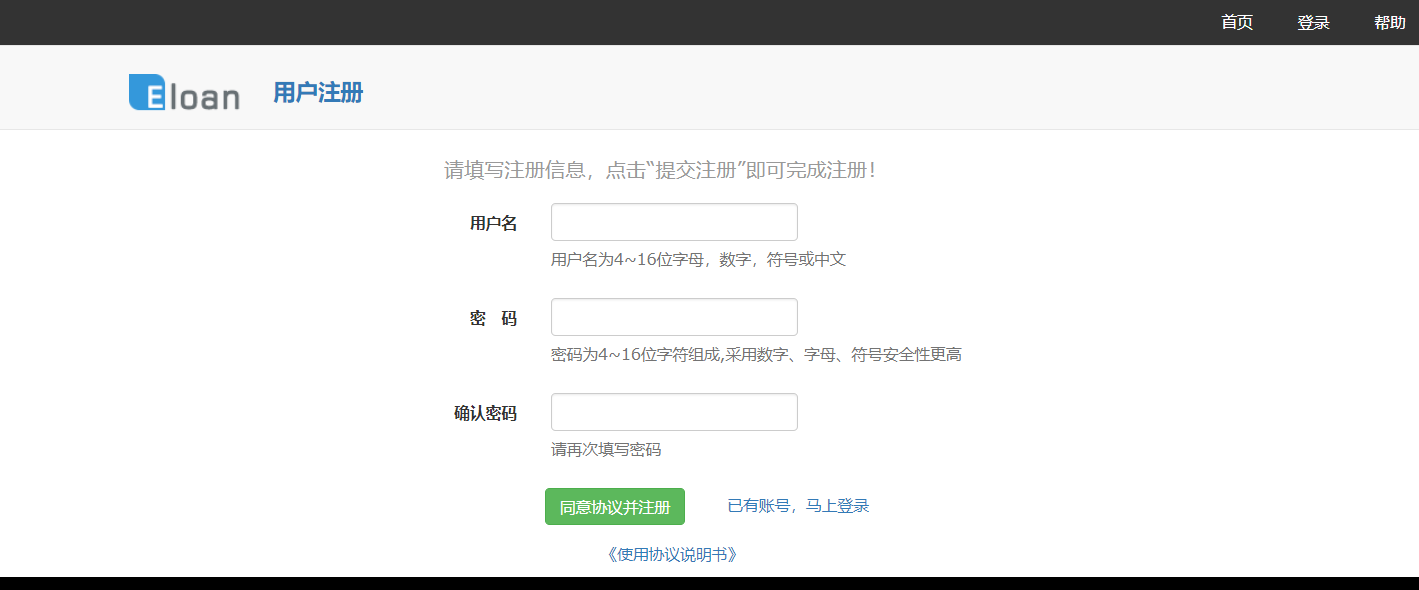 首页 登录 帮助
Eloan 用户注册
请填写注册信息，点击“提交注册”即可完成注册！
用户名
用户名为4~16位字母，数字，符号或中文
密 码
密码为4~16位字符组成,采用数字、字母、符号安全性更高
确认密码
请再次填写密码
同意协议并注册 已有账号，马上登录
《使用协议说明书》